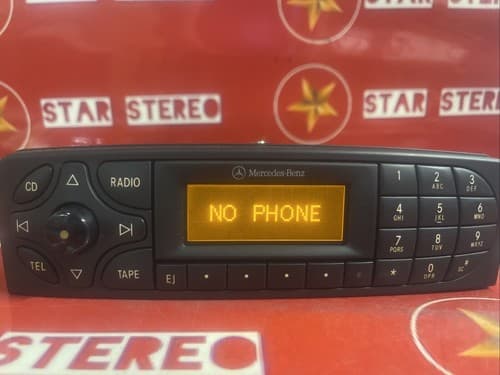 STAR STEREO
STAR STEREO
Mercedes-Benz
NO PHONE
CD
RADIO
TEL
TAPE
EJ
1
2 ABC
3 DEF
4 GHI
5 JKL
6 MNO
7 PQRS
8 TUV
9 WXYZ
*
0 OPR
SC #
STEREO